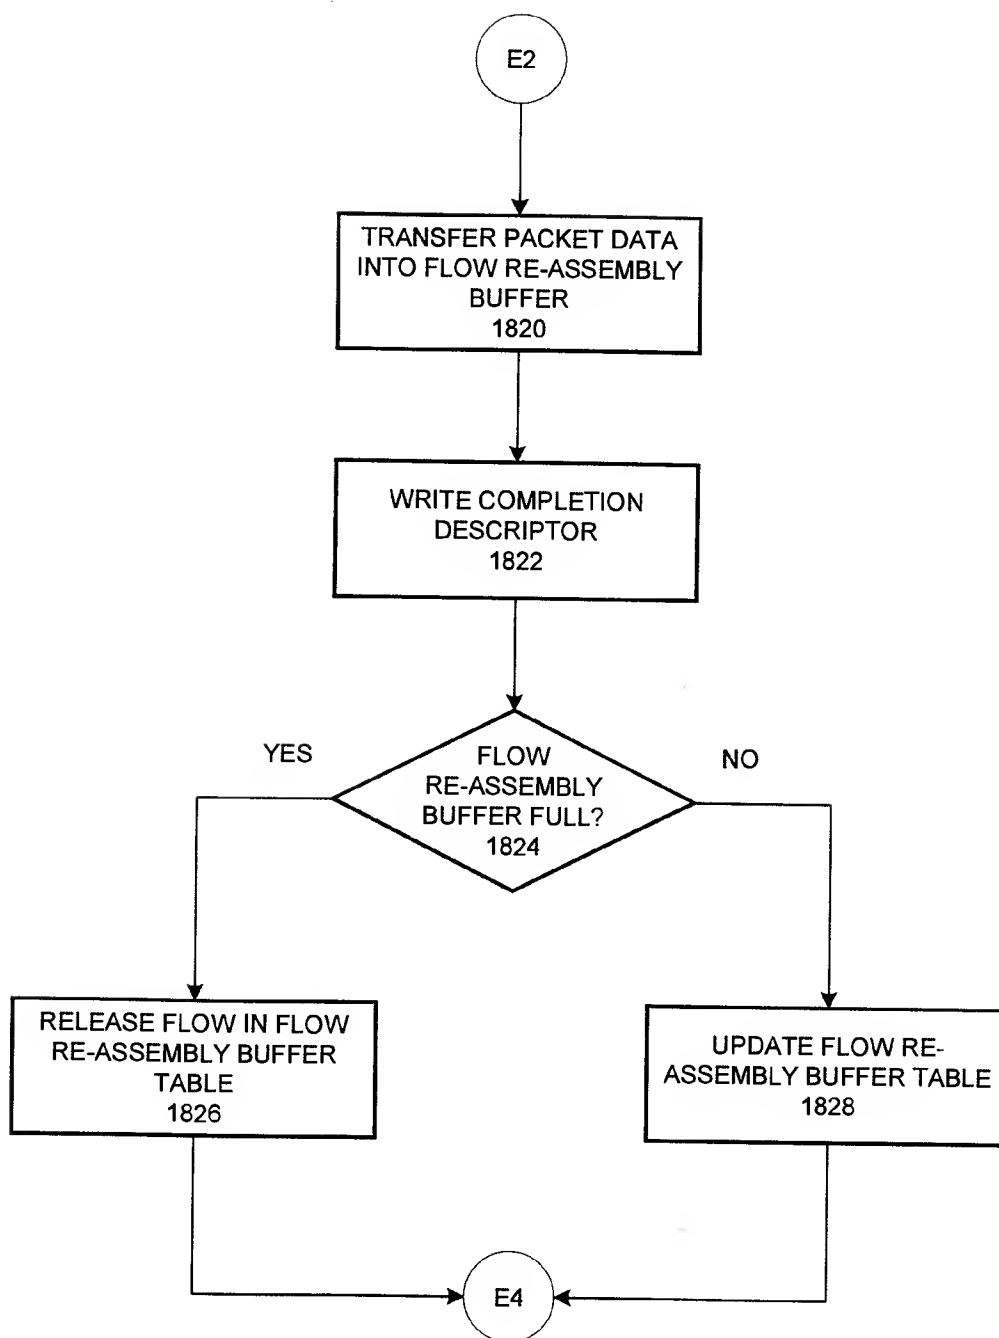 E2
TRANSFER PACKET DATA
INTO FLOW RE-ASSEMBLY
BUFFER
1820
WRITE COMPLETION
DESCRIPTOR
1822
YES
NO
FLOW
RE-ASSEMBLY
BUFFER FULL?
1824
RELEASE FLOW IN FLOW
RE-ASSEMBLY BUFFER
TABLE
1826
UPDATE FLOW RE-
ASSEMBLY BUFFER TABLE
1828
E4